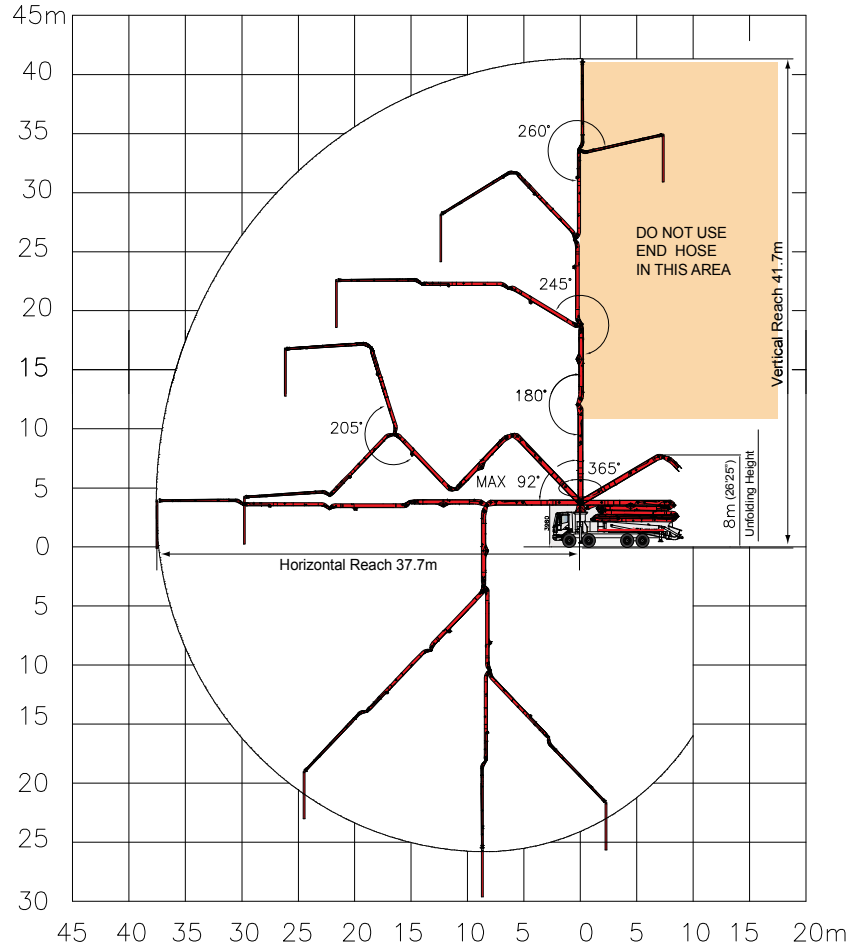 45m
40
260°
35
30
DO NOT USE
END HOSE
IN THIS AREA
25
245°
Vertical Reach 41.7m
20
15
180°
10
205°
MAX 92°
365°
5
8m (26'25")
Unfolding Height
3980
0
Horizontal Reach 37.7m
5
10
15
20
25
30
45 40 35 30 25 20 15 10 5 0 5 10 15 20m